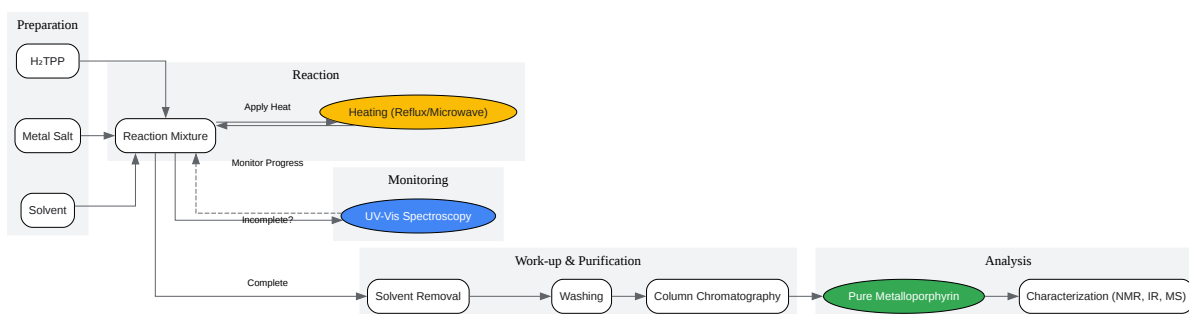 Preparation
H₂TPP
Metal Salt
Solvent
Reaction
Reaction Mixture
Apply Heat
Heating (Reflux/Microwave)
Monitor Progress
Monitoring
UV-Vis Spectroscopy
Incomplete?
Complete
Work-up & Purification
Solvent Removal
Washing
Column Chromatography
Analysis
Pure Metalloporphyrin
Characterization (NMR, IR, MS)